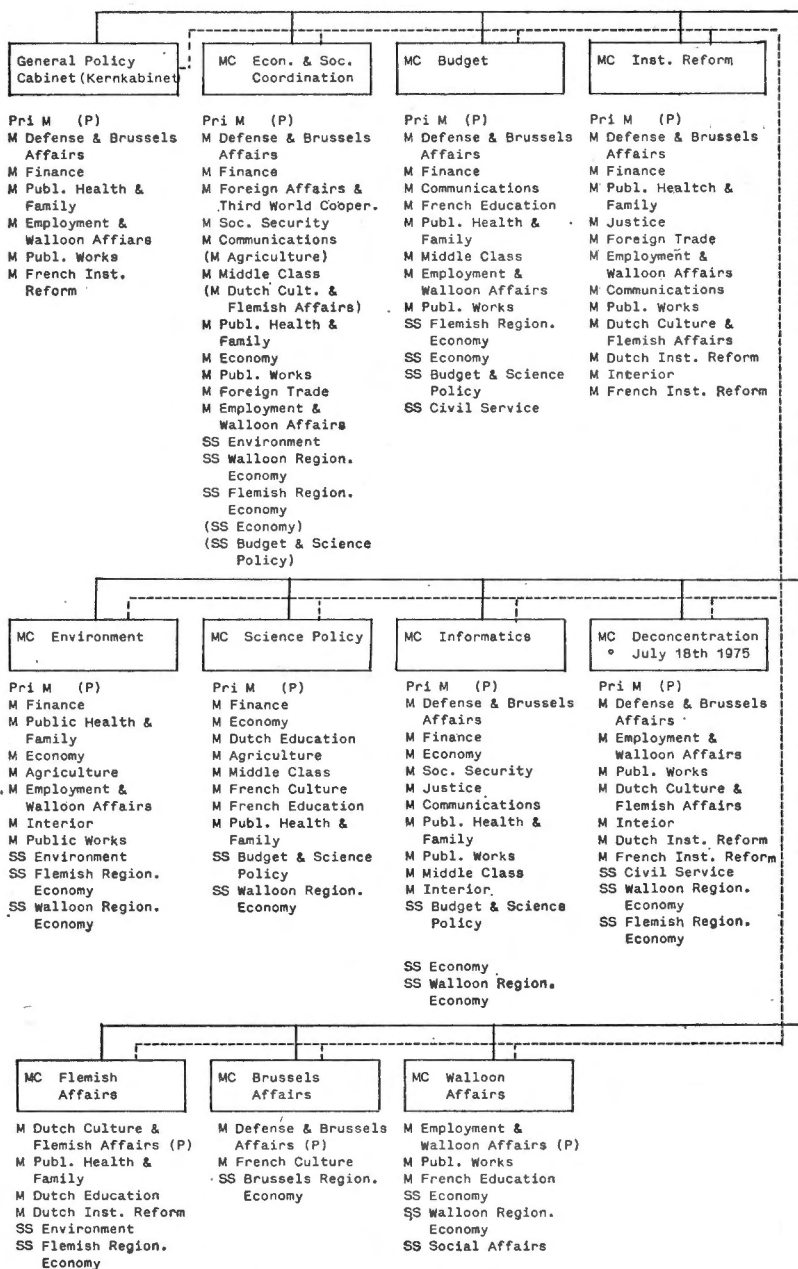 General Policy
Cabinet (Kernkabinet
Pri M (P)
M Defense & Brussels
Affairs
M Finance
M Publ. Health &
Family
M Employment &
Walloon Affiars
M Publ. Works
M French Inst.
Reform
MC Econ. & Soc.
Coordination
Pri M (P)
M Defense & Brussels
Affairs
M Finance
M Foreign Affairs &
Third World Cooper.
M Soc. Security
M Communications
(M Agriculture)
M Middle Class
(M Dutch Cult. &
Flemish Affairs)
M Publ. Health &
Family
M Economy
M Publ. Works
M Foreign Trade
M Employment &
Walloon Affairs
SS Environment
SS Walloon Region.
Economy
SS Flemish Region.
Economy
(SS Economy)
(SS Budget & Science
Policy)
MC Budget
Pri M (P)
M Defense & Brussels
Affairs
M Finance
M Communications
M French Education
M Publ. Health &
Family
M Middle Class
M Employment &
Walloon Affairs
M Publ. Works
SS Flemish Region.
Economy
SS Economy
SS Budget & Science
Policy
SS Civil Service
MC Inst. Reform
Pri M (P)
M Defense & Brussels
Affairs
M Finance
M Publ. Healtch &
Family
M Justice
M Foreign Trade
M Employment &
Walloon Affairs
M Communications
M Publ. Works
M Dutch Culture &
Flemish Affairs
M Dutch Inst. Reform
M Interior
M French Inst. Reform
MC Environment
Pri M (P)
M Finance
M Public Health &
Family
M Economy
M Agriculture
M Employment &
Walloon Affairs
M Interior
M Public Works
SS Environment
SS Flemish Region.
Economy
SS Walloon Region.
Economy
MC Science Policy
Pri M (P)
M Finance
M Economy
M Dutch Education
M Agriculture
M Middle Class
M French Culture
M French Education
M Publ. Health &
Family
SS Budget & Science
Policy
SS Walloon Region.
Economy
MC Informatics
Pri M (P)
M Defense & Brussels
Affairs
M Finance
M Economy
M Soc. Security
M Justice
M Communications
M Publ. Health &
Family
M Publ. Works
M Middle Class
M Interior
SS Budget & Science
Policy
SS Economy
SS Walloon Region.
Economy
MC Deconcentration
° July 18th 1975
Pri M (P)
M Defense & Brussels
Affairs
M Employment &
Walloon Affairs
M Publ. Works
M Dutch Culture &
Flemish Affairs
M Inteior
M Dutch Inst. Reform
M French Inst. Reform
SS Civil Service
SS Walloon Region.
Economy
SS Flemish Region.
Economy
MC Flemish
Affairs
M Dutch Culture &
Flemish Affairs (P)
M Publ. Health &
Family
M Dutch Education
M Dutch Inst. Reform
SS Environment
SS Flemish Region.
Economy
MC Brussels
Affairs
M Defense & Brussels
Affairs (P)
M French Culture
SS Brussels Region.
Economy
MC Walloon
Affairs
M Employment &
Walloon Affairs (P)
M Publ. Works
M French Education
SS Economy
SS Walloon Region.
Economy
SS Social Affairs